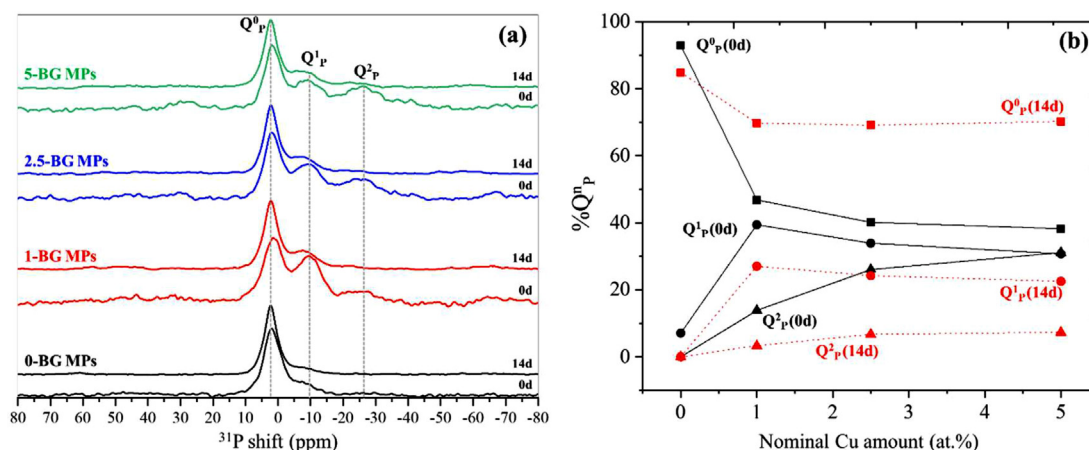 (a)
Q⁰P
Q¹P
Q²P
5-BG MPs
14d
0d
2.5-BG MPs
14d
0d
1-BG MPs
14d
0d
0-BG MPs
14d
0d
80 70 60 50 40 30 20 10 0 -10 -20 -30 -40 -50 -60 -70 -80
³¹P shift (ppm)
(b)
100
80
60
40
20
0
%QⁿP
Q⁰P(0d)
Q⁰P(14d)
Q¹P(0d)
Q¹P(14d)
Q²P(0d)
Q²P(14d)
0 1 2 3 4 5
Nominal Cu amount (at.%)